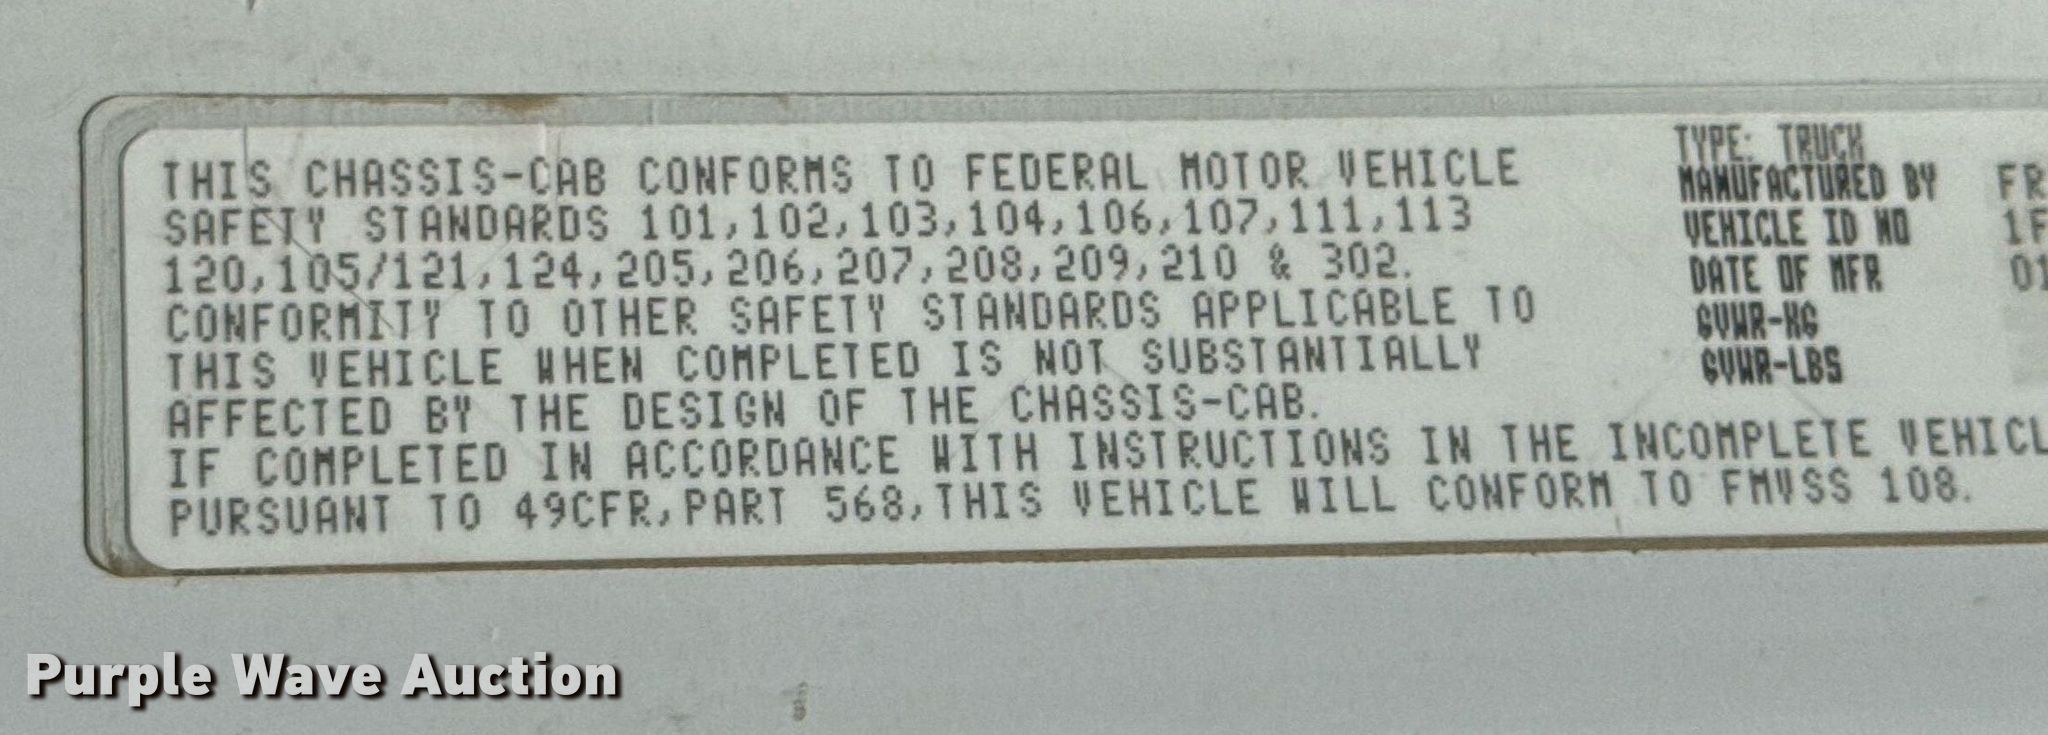 THIS CHASSIS-CAB CONFORMS TO FEDERAL MOTOR VEHICLE
SAFETY STANDARDS 101,102,103,104,106,107,111,113
120,105/121,124,205,206,207,208,209,210 & 302.
CONFORMITY TO OTHER SAFETY STANDARDS APPLICABLE TO
THIS VEHICLE WHEN COMPLETED IS NOT SUBSTANTIALLY
AFFECTED BY THE DESIGN OF THE CHASSIS-CAB.
IF COMPLETED IN ACCORDANCE WITH INSTRUCTIONS IN THE INCOMPLETE VEHICL
PURSUANT TO 49CFR,PART 568,THIS VEHICLE WILL CONFORM TO FMVSS 108.
TYPE: TRUCK
MANUFACTURED BY FR
VEHICLE ID NO 1F
DATE OF MFR 01
GVWR-KG
GVWR-LBS
Purple Wave Auction